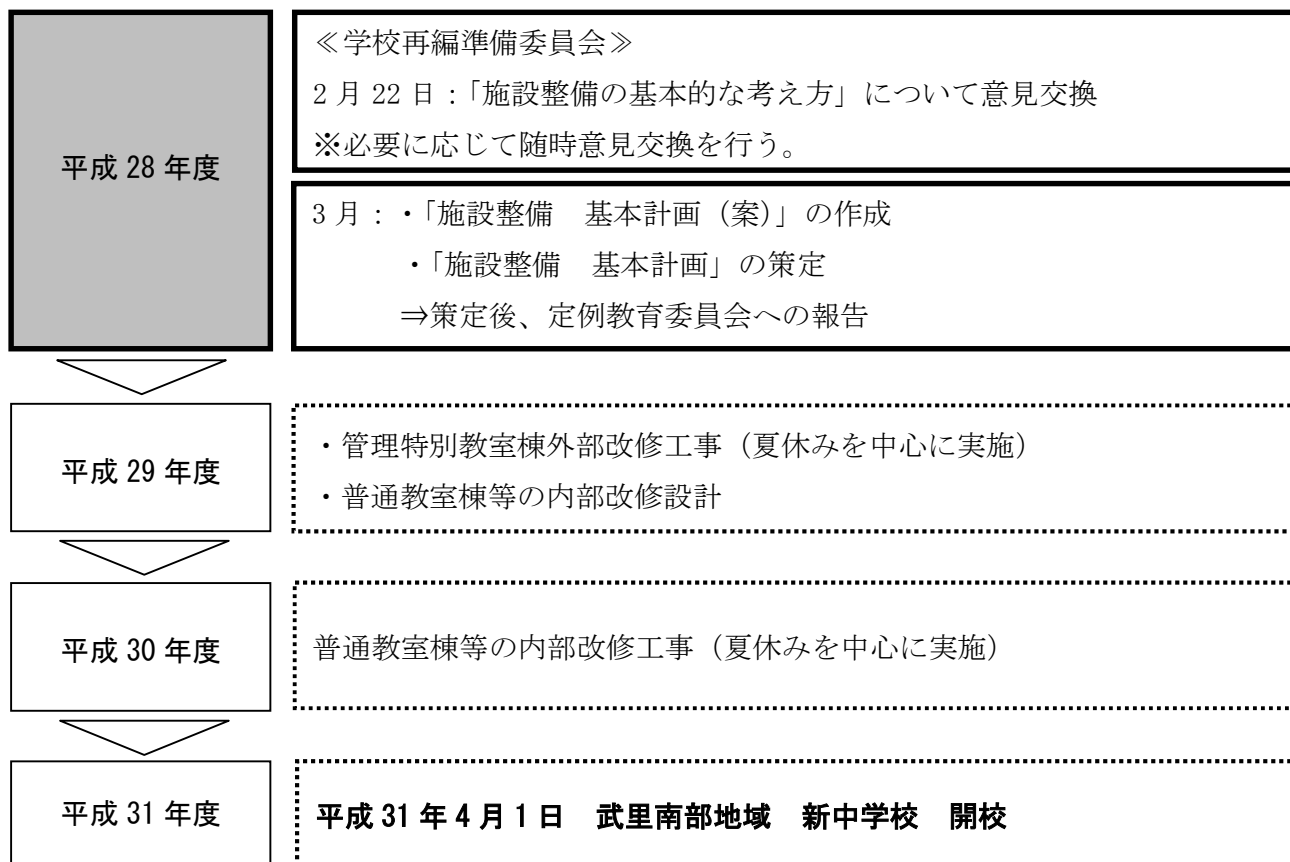 平成 28 年度
≪学校再編準備委員会≫
2 月 22 日：「施設整備の基本的な考え方」について意見交換
※必要に応じて随時意見交換を行う。
3 月：・「施設整備　基本計画（案）」の作成
・「施設整備　基本計画」の策定
⇒策定後、定例教育委員会への報告
平成 29 年度
・管理特別教室棟外部改修工事（夏休みを中心に実施）
・普通教室棟等の内部改修設計
平成 30 年度
普通教室棟等の内部改修工事（夏休みを中心に実施）
平成 31 年度
平成 31 年 4 月 1 日　武里南部地域　新中学校　開校